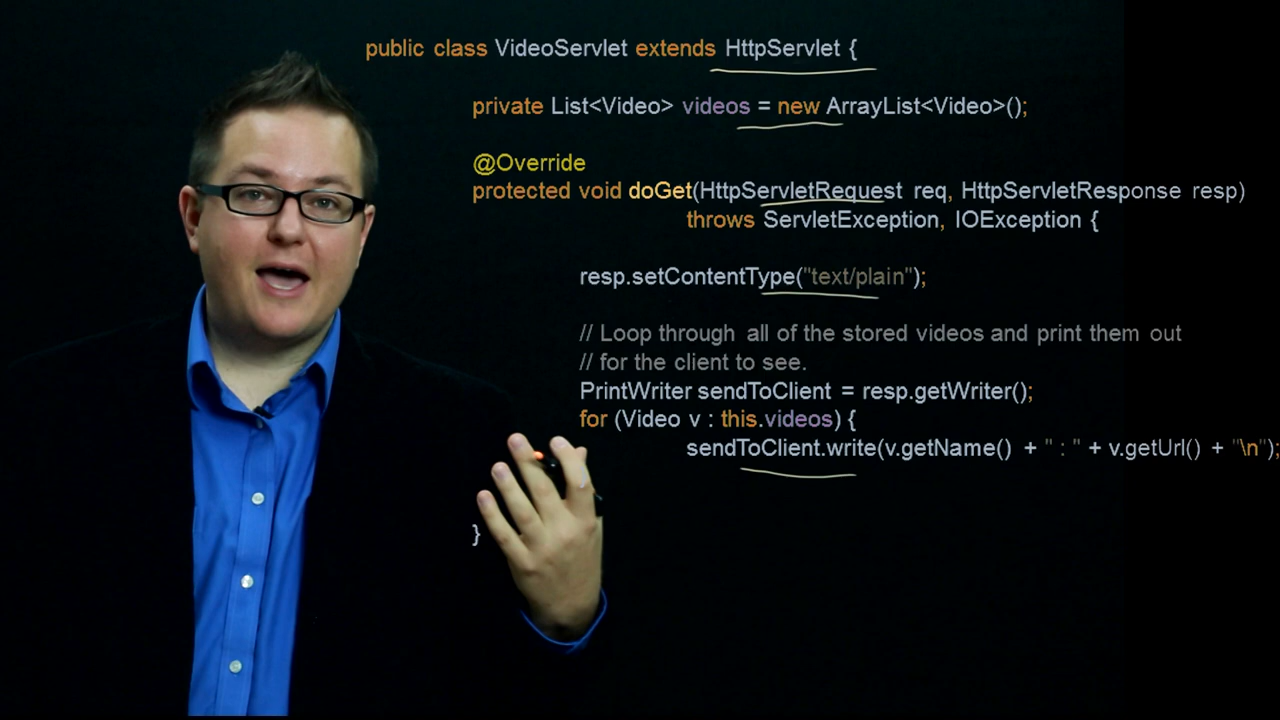 public class VideoServlet extends HttpServlet {
private List<Video> videos = new ArrayList<Video>();
@Override
protected void doGet(HttpServletRequest req, HttpServletResponse resp)
throws ServletException, IOException {
resp.setContentType("text/plain");
// Loop through all of the stored videos and print them out
// for the client to see.
PrintWriter sendToClient = resp.getWriter();
for (Video v : this.videos) {
sendToClient.write(v.getName() + " : " + v.getUrl() + "\n");
}